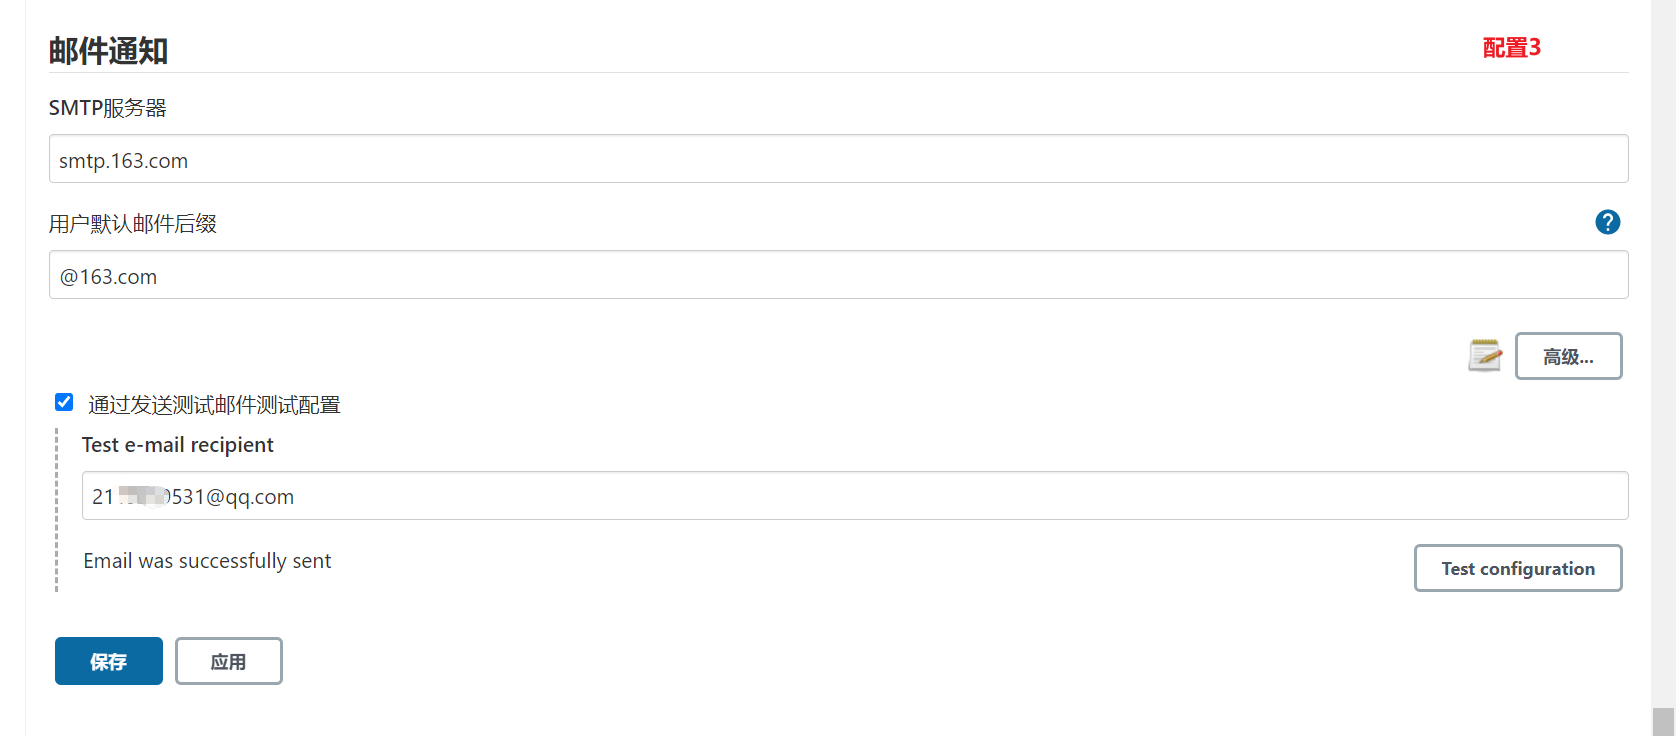 邮件通知
配置3
SMTP服务器
smtp.163.com
用户默认邮件后缀
?
@163.com
高级...
通过发送测试邮件测试配置
Test e-mail recipient
21 531@qq.com
Email was successfully sent
Test configuration
保存
应用